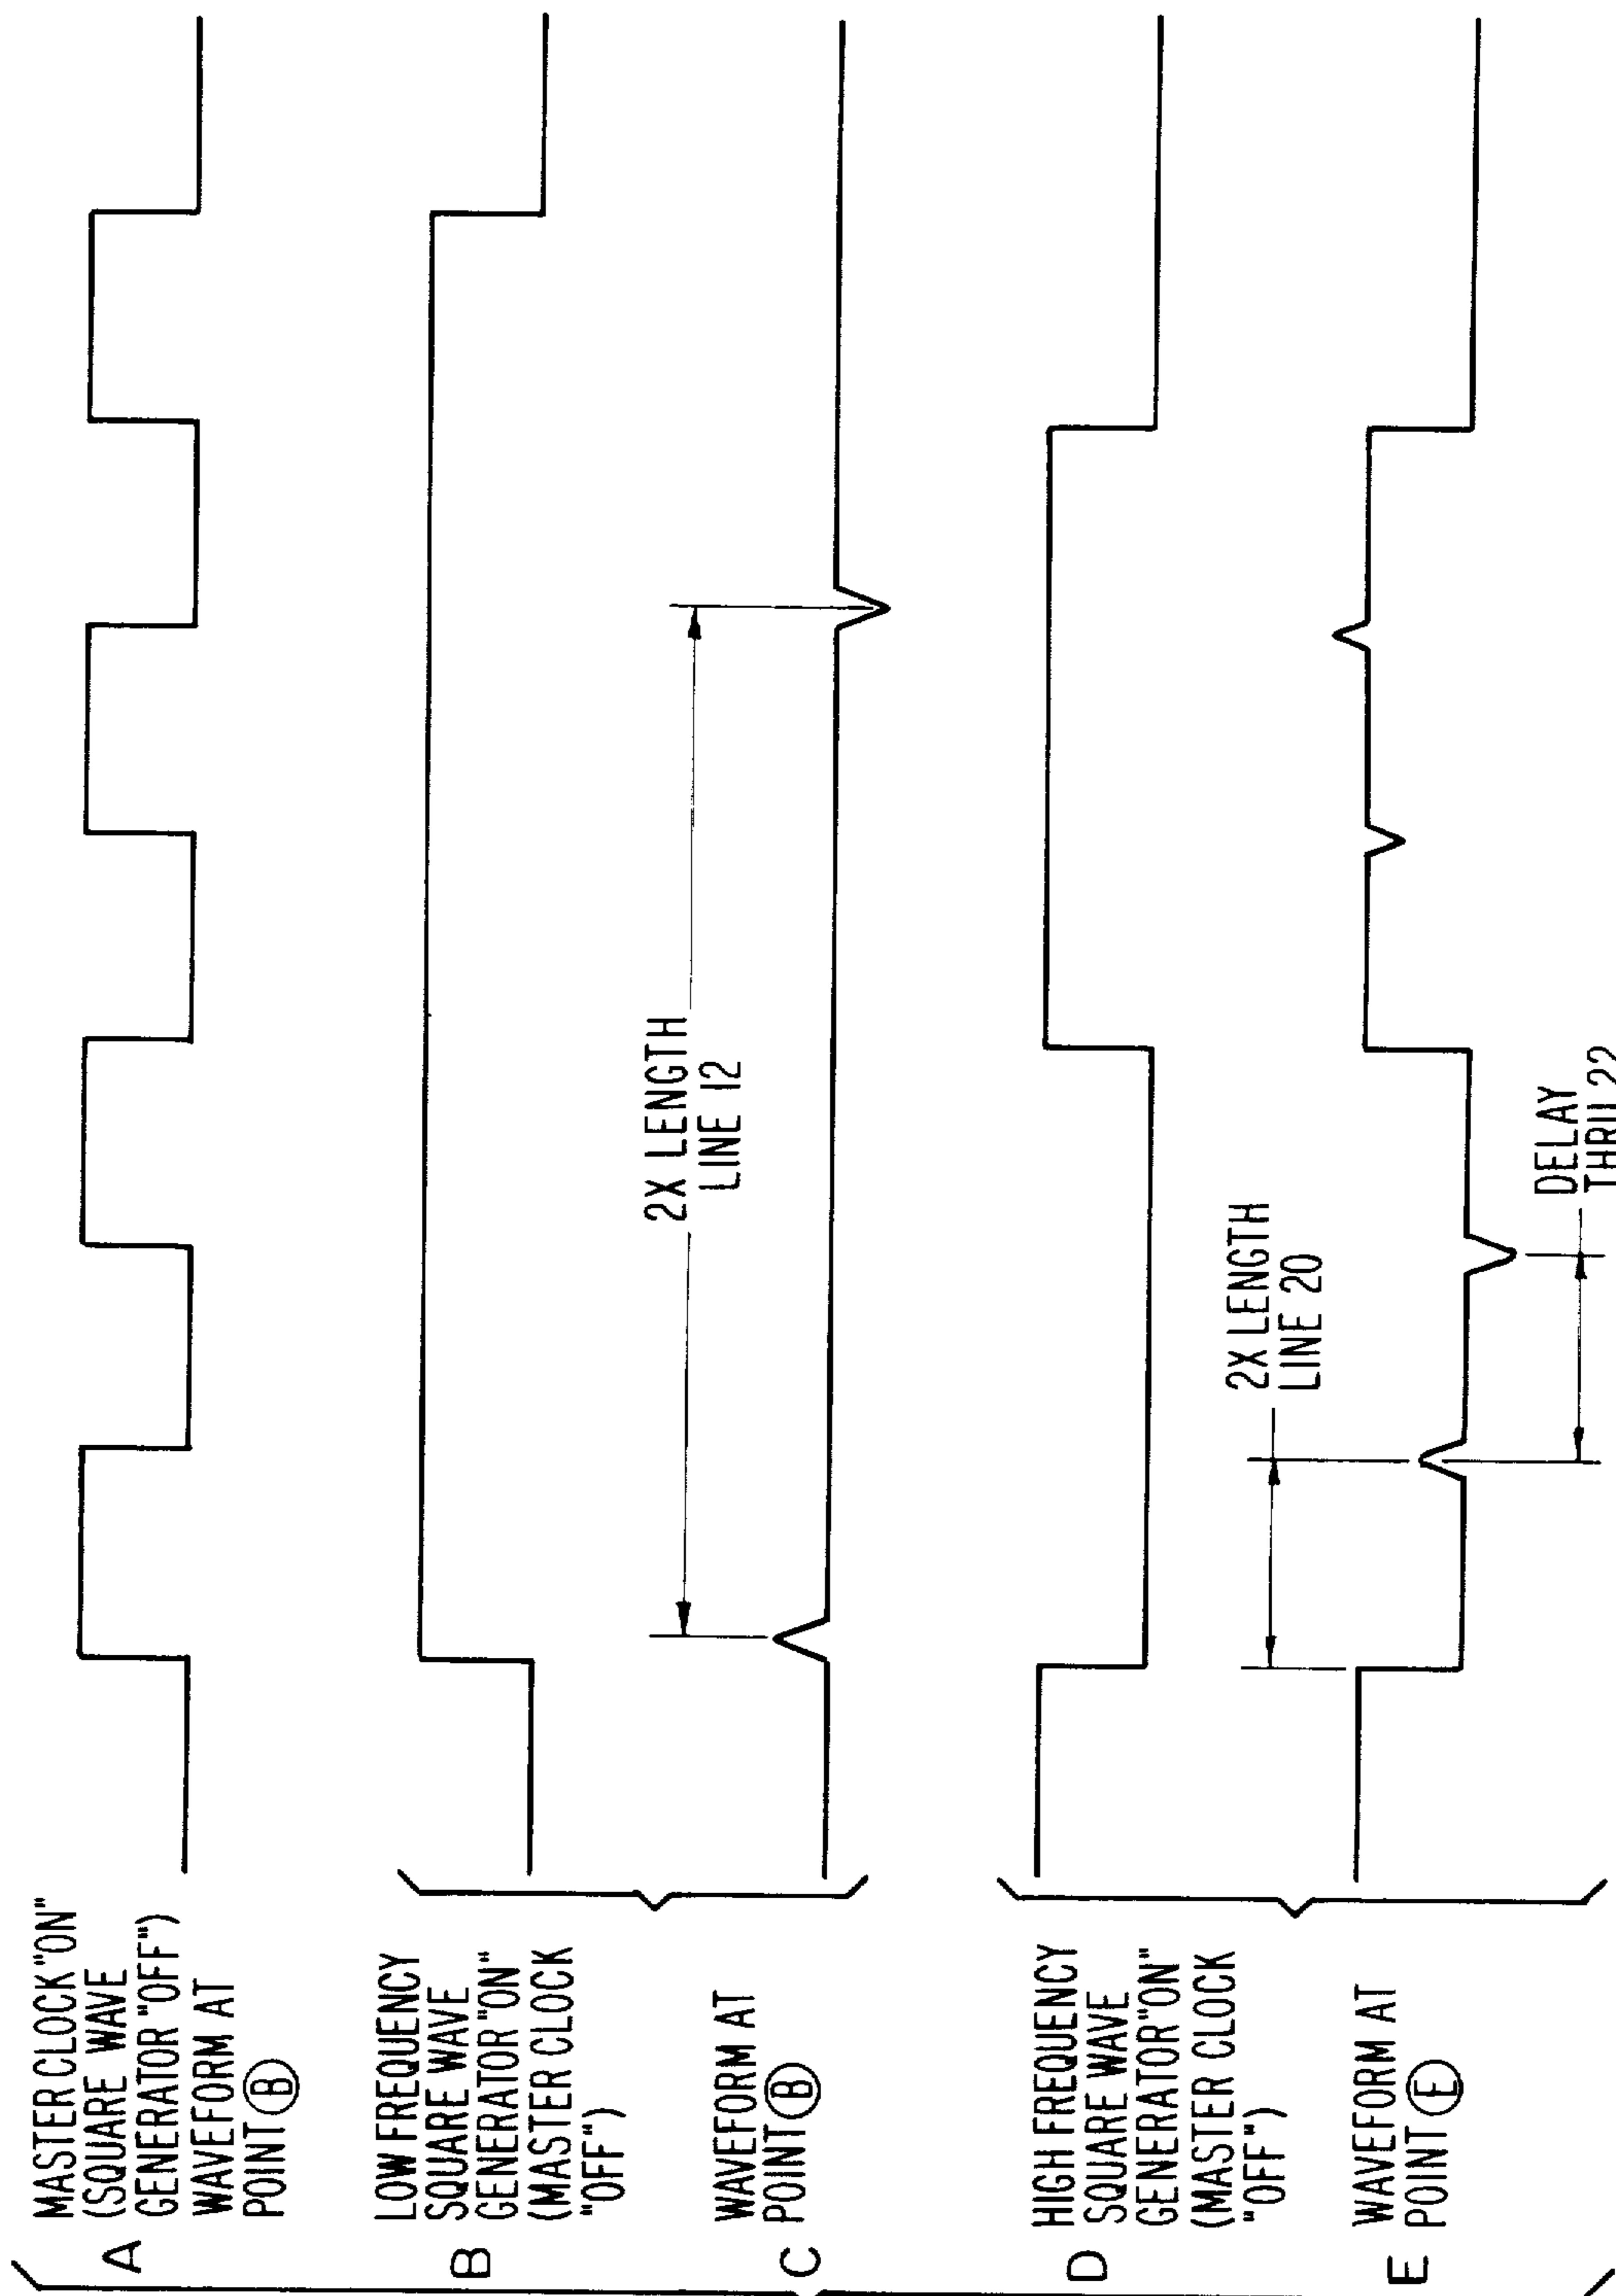 A
MASTER CLOCK "ON"
(SQUARE WAVE
GENERATOR "OFF")
WAVEFORM AT
POINT B
B
LOW FREQUENCY
SQUARE WAVE
GENERATOR "ON"
(MASTER CLOCK
"OFF")
C
WAVEFORM AT
POINT B
2X LENGTH
LINE 12
D
HIGH FREQUENCY
SQUARE WAVE
GENERATOR "ON"
(MASTER CLOCK
"OFF")
E
WAVEFORM AT
POINT E
2X LENGTH
LINE 20
DELAY
THRU 22